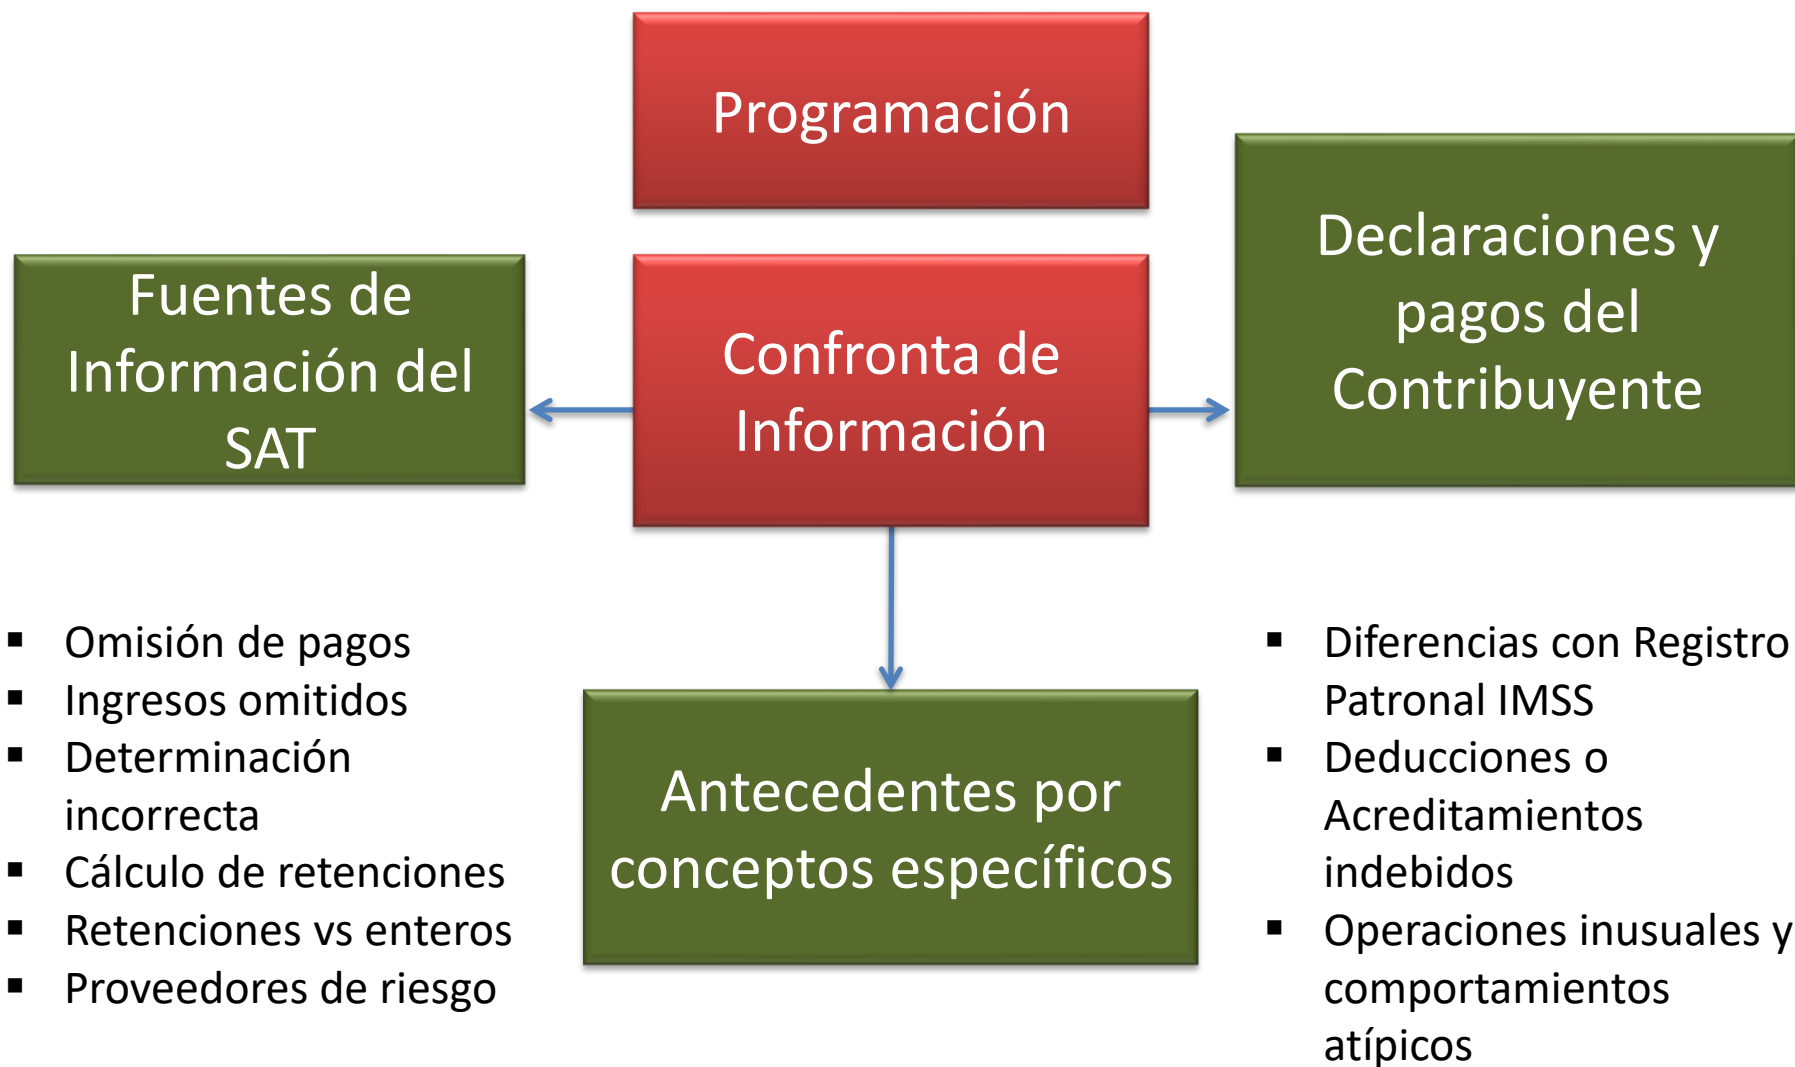 Programación
Fuentes de
Información del
SAT
Confronta de
Información
Declaraciones y
pagos del
Contribuyente
▪ Omisión de pagos
▪ Ingresos omitidos
▪ Determinación
incorrecta
▪ Cálculo de retenciones
▪ Retenciones vs enteros
▪ Proveedores de riesgo
Antecedentes por
conceptos específicos
▪ Diferencias con Registro
Patronal IMSS
▪ Deducciones o
Acreditamientos
indebidos
▪ Operaciones inusuales y
comportamientos
atípicos